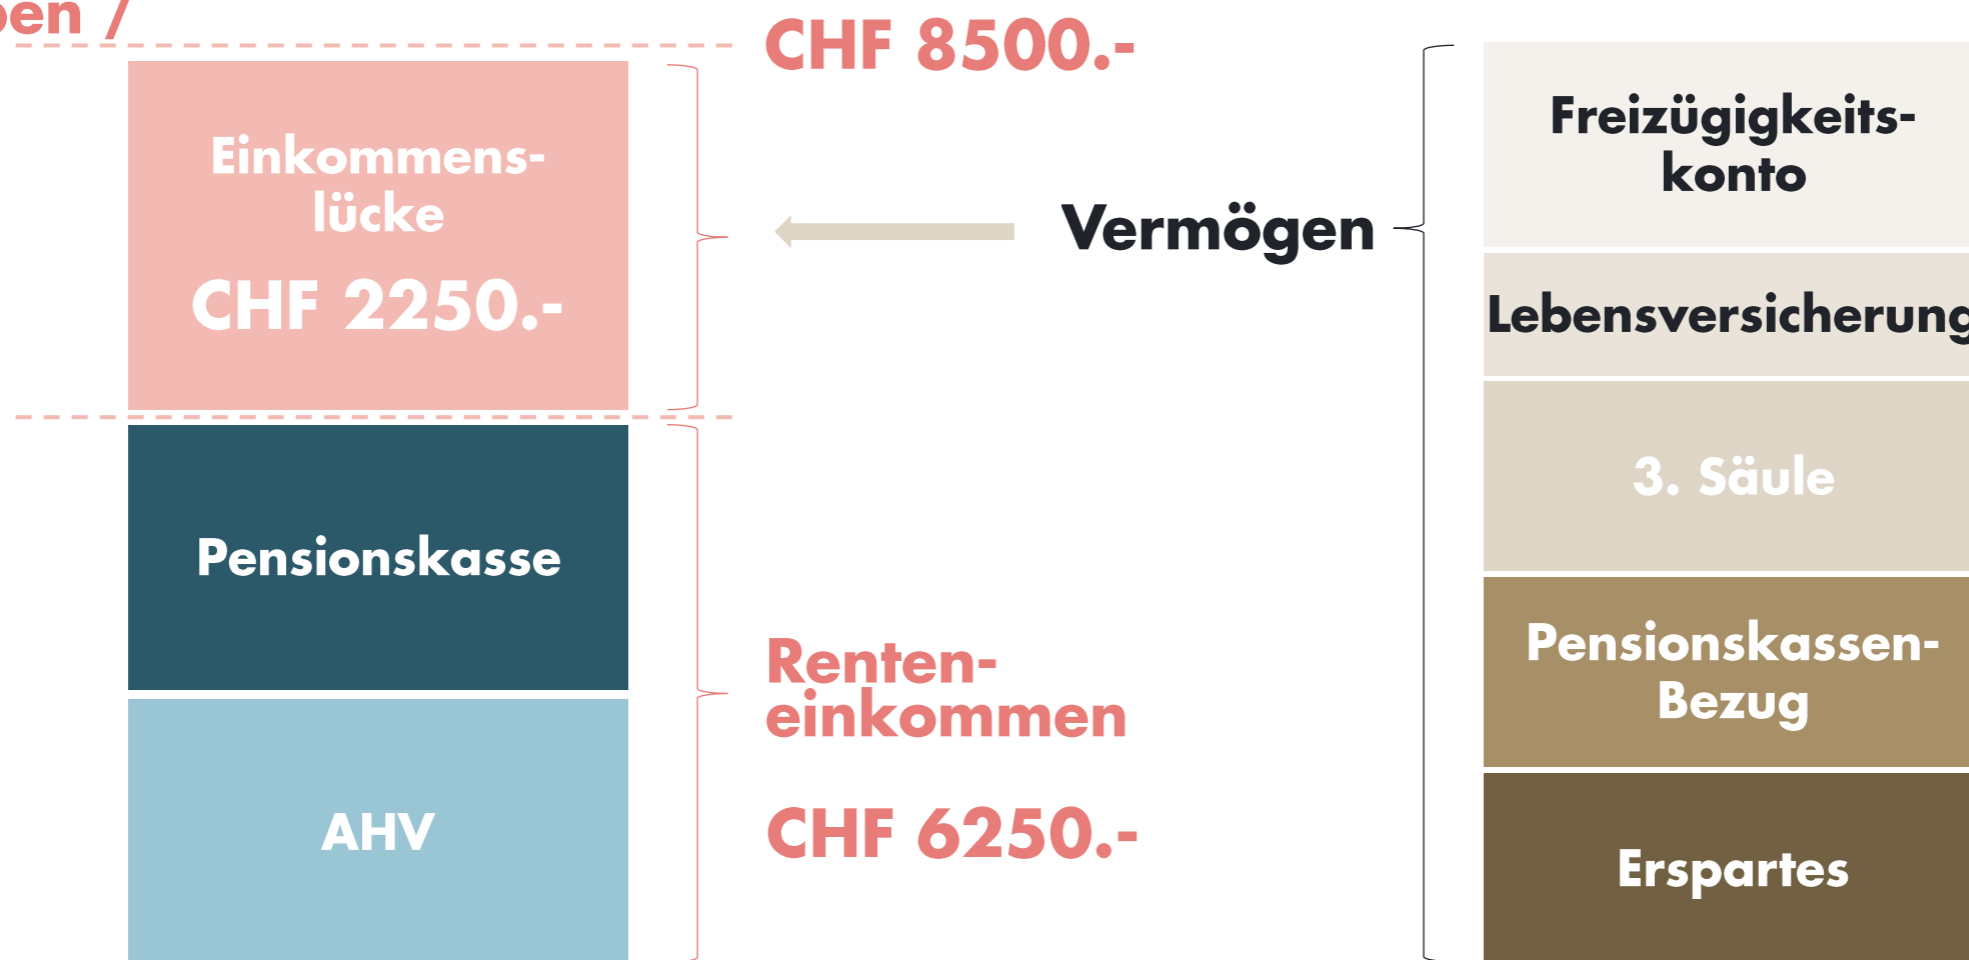 CHF 8500.-
Einkommens-
lücke
CHF 2250.-
Pensionskasse
AHV
Renten-
einkommen
CHF 6250.-
Vermögen
Freizügigkeits-
konto
Lebensversicherung
3. Säule
Pensionskassen-
Bezug
Erspartes